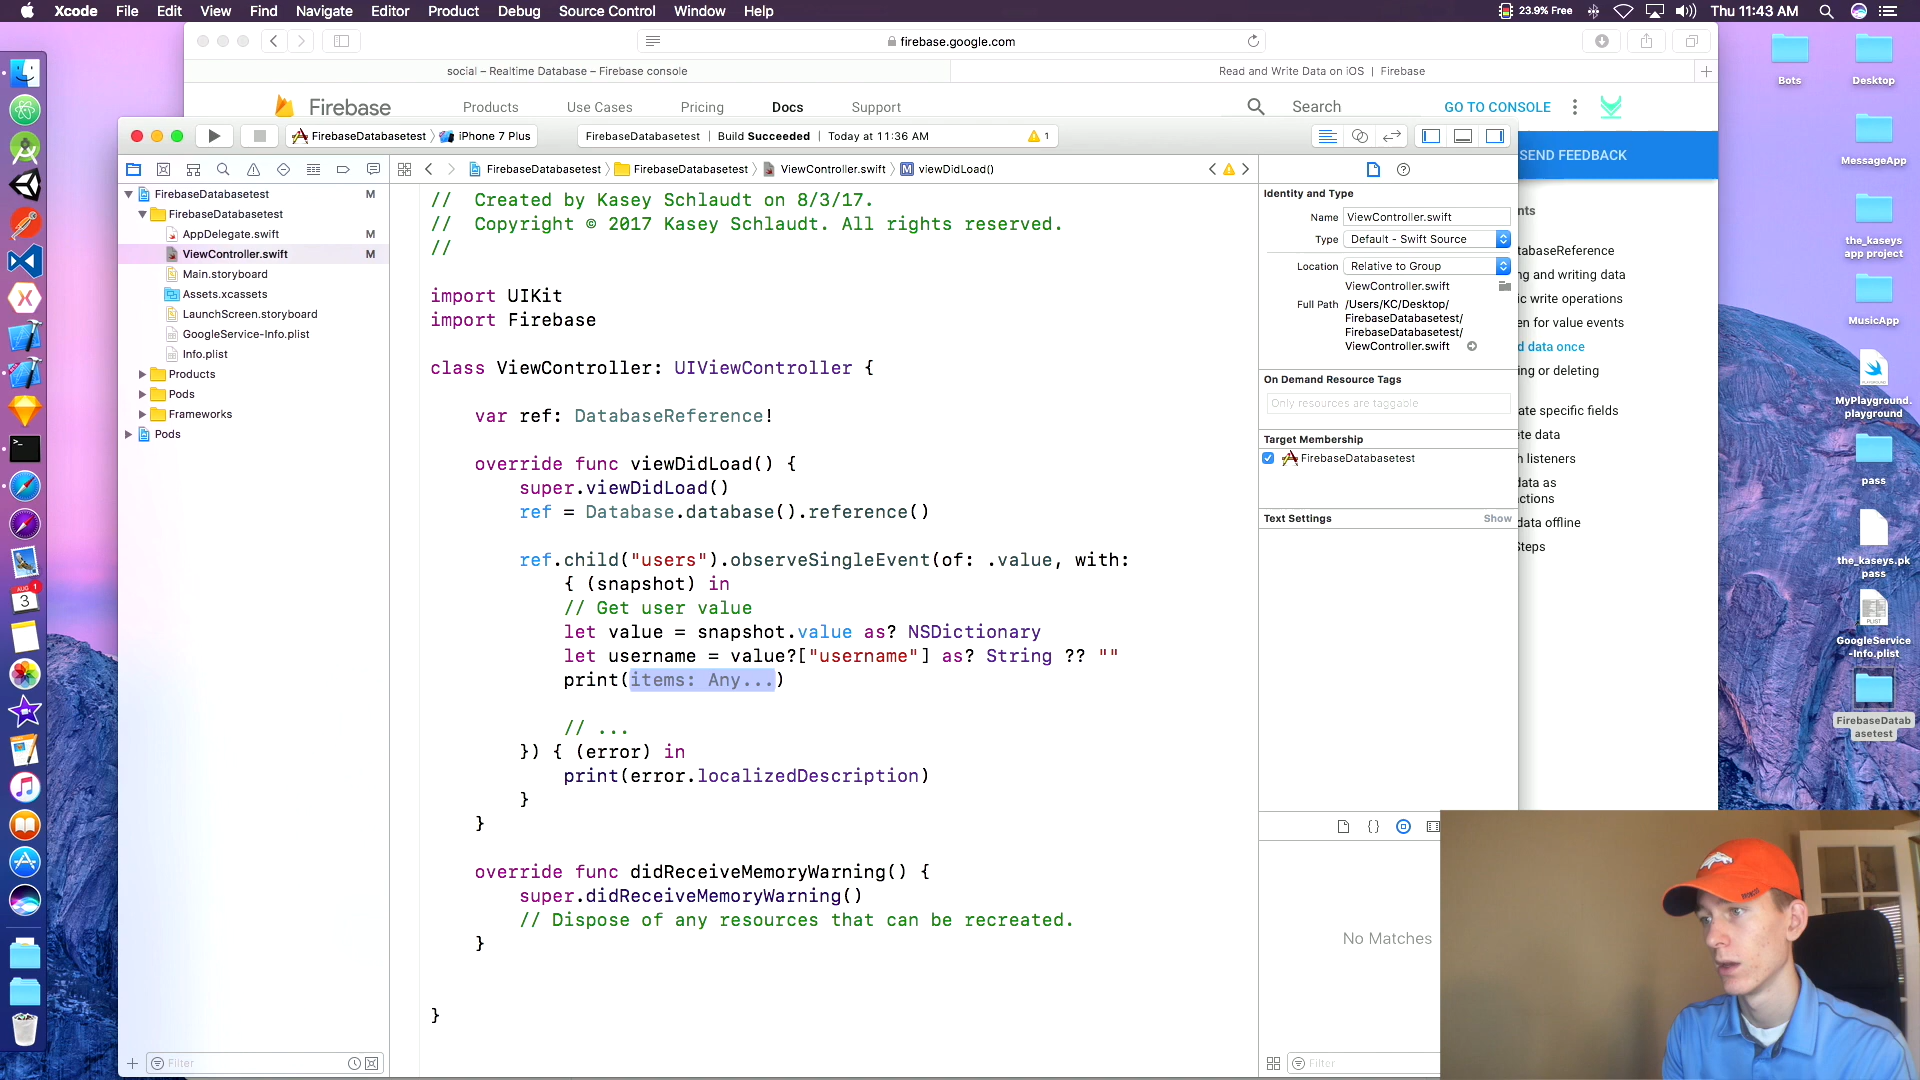 Xcode File Edit View Find Navigate Editor Product Debug Source Control Window Help
23.9% Free Thu 11:43 AM
firebase.google.com
social – Realtime Database – Firebase console
Read and Write Data on iOS | Firebase
Firebase Products Use Cases Pricing Docs Support Search GO TO CONSOLE
SEND FEEDBACK
FirebaseDatabasetest iPhone 7 Plus
FirebaseDatabasetest | Build Succeeded | Today at 11:36 AM 1
FirebaseDatabasetest FirebaseDatabasetest ViewController.swift M viewDidLoad()
FirebaseDatabasetest M
FirebaseDatabasetest
AppDelegate.swift M
ViewController.swift M
Main.storyboard
Assets.xcassets
LaunchScreen.storyboard
GoogleService-Info.plist
Info.plist
Products
Pods
Frameworks
Pods
Filter
// Created by Kasey Schlaudt on 8/3/17.
// Copyright © 2017 Kasey Schlaudt. All rights reserved.
//
import UIKit
import Firebase
class ViewController: UIViewController {
var ref: DatabaseReference!
override func viewDidLoad() {
super.viewDidLoad()
ref = Database.database().reference()
ref.child("users").observeSingleEvent(of: .value, with:
{ (snapshot) in
// Get user value
let value = snapshot.value as? NSDictionary
let username = value?["username"] as? String ?? ""
print(items: Any...)
// ...
}) { (error) in
print(error.localizedDescription)
}
}
override func didReceiveMemoryWarning() {
super.didReceiveMemoryWarning()
// Dispose of any resources that can be recreated.
}
}
Identity and Type
Name ViewController.swift
Type Default - Swift Source
Location Relative to Group
ViewController.swift
Full Path /Users/KC/Desktop/
FirebaseDatabasetest/
FirebaseDatabasetest/
ViewController.swift
On Demand Resource Tags
Only resources are taggable
Target Membership
FirebaseDatabasetest
Text Settings Show
No Matches
Filter
nts
tabaseReference
ng and writing data
ic write operations
en for value events
d data once
ing or deleting
ate specific fields
ete data
h listeners
data as
ctions
data offline
Steps
Bots
Desktop
MessageApp
the_kaseys
app project
MusicApp
MyPlayground.
playground
pass
the_kaseys.pk
pass
PLIST
GoogleService
-Info.plist
FirebaseDatab
asetest
AUG
3
1